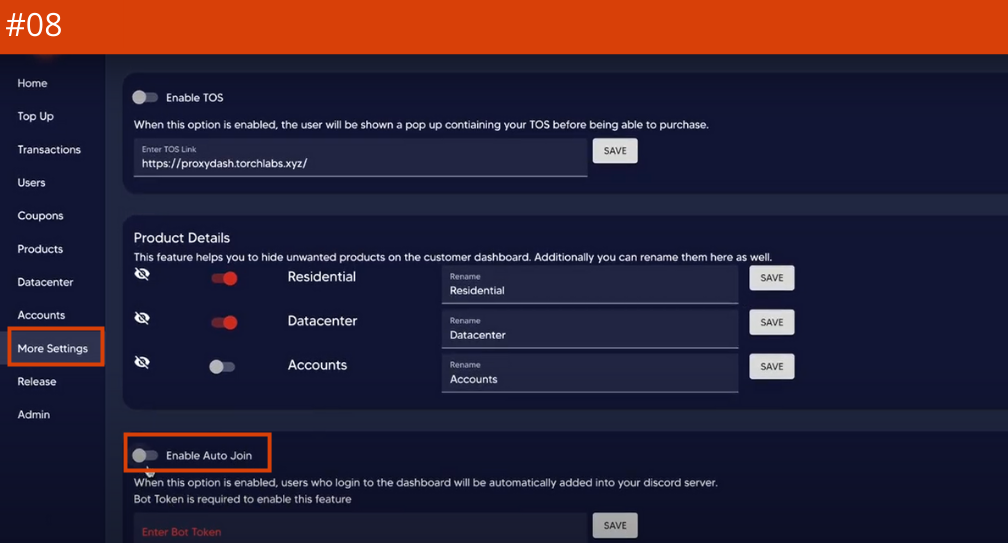 #08
Home
Top Up
Transactions
Users
Coupons
Products
Datacenter
Accounts
More Settings
Release
Admin
Enable TOS
When this option is enabled, the user will be shown a pop up contiaining your TOS before being able to purchase.
Enter TOS Link
https://proxydash.torchlabs.xyz/
SAVE
Product Details
This feature helps you to hide unwanted products on the customer dashboard. Additionally you can rename them here as well.
Residential
Rename
Residential
SAVE
Datacenter
Rename
Datacenter
SAVE
Accounts
Rename
Accounts
SAVE
Enable Auto Join
When this option is enabled, users who login to the dashboard will be automatically added into your discord server.
Bot Token is required to enable this feature
Enter Bot Token
SAVE